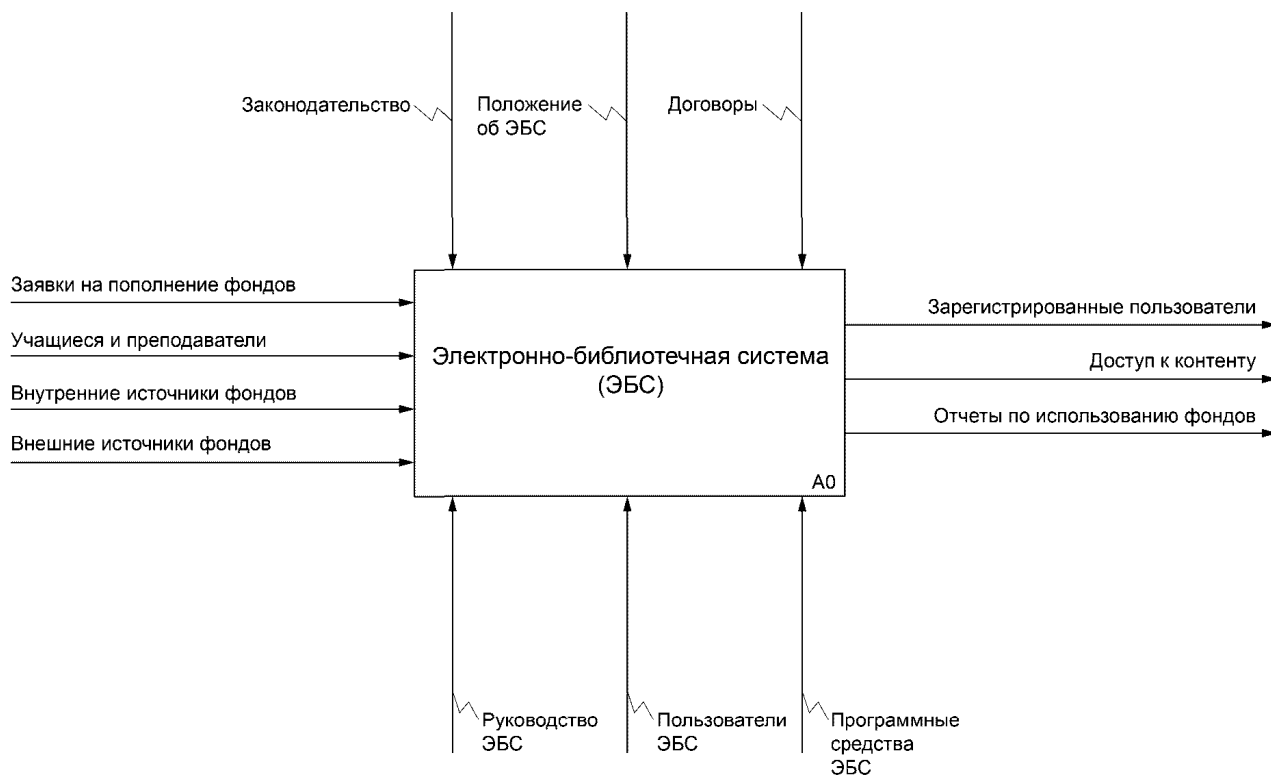 Законодательство
Положение
об ЭБС
Договоры
Заявки на пополнение фондов
Учащиеся и преподаватели
Внутренние источники фондов
Внешние источники фондов
Электронно-библиотечная система
(ЭБС)
А0
Зарегистрированные пользователи
Доступ к контенту
Отчеты по использованию фондов
Руководство
ЭБС
Пользователи
ЭБС
Программные
средства
ЭБС